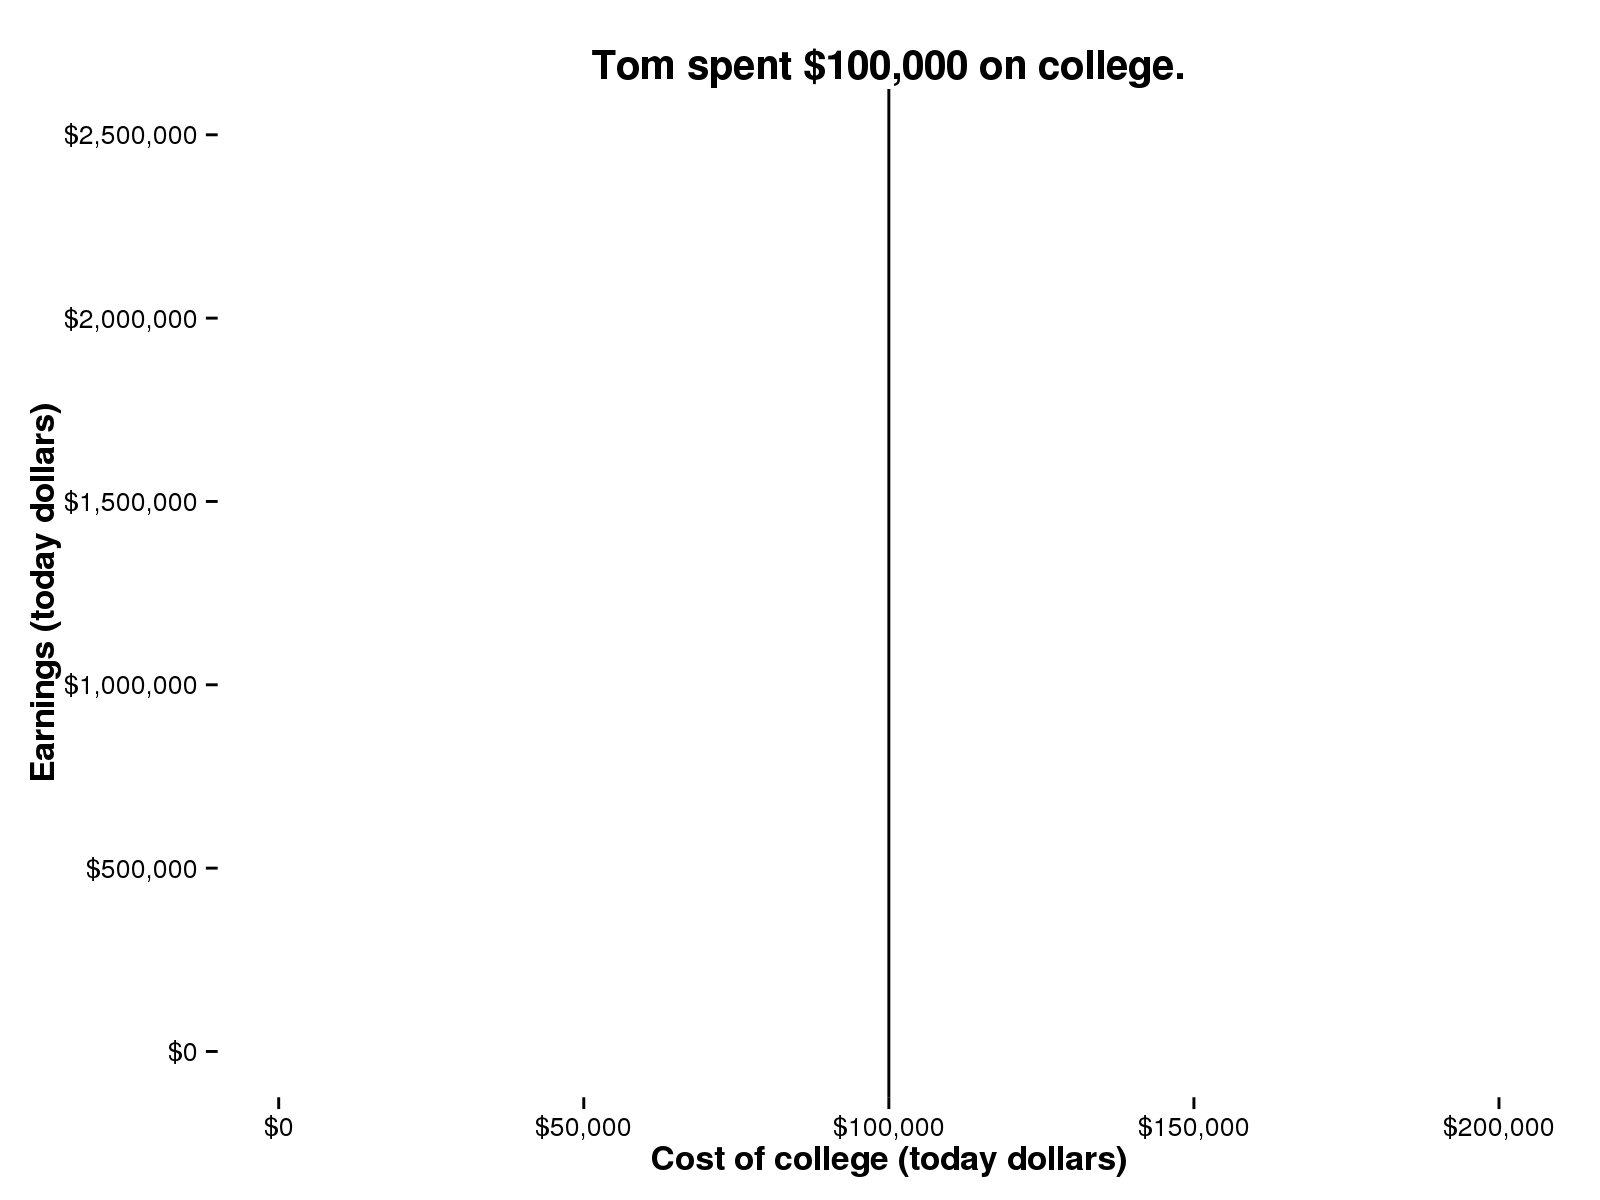 Tom spent $100,000 on college.
$2,500,000
$2,000,000
$1,500,000
$1,000,000
$500,000
$0
Earnings (today dollars)
$0 $50,000 $100,000 $150,000 $200,000
Cost of college (today dollars)